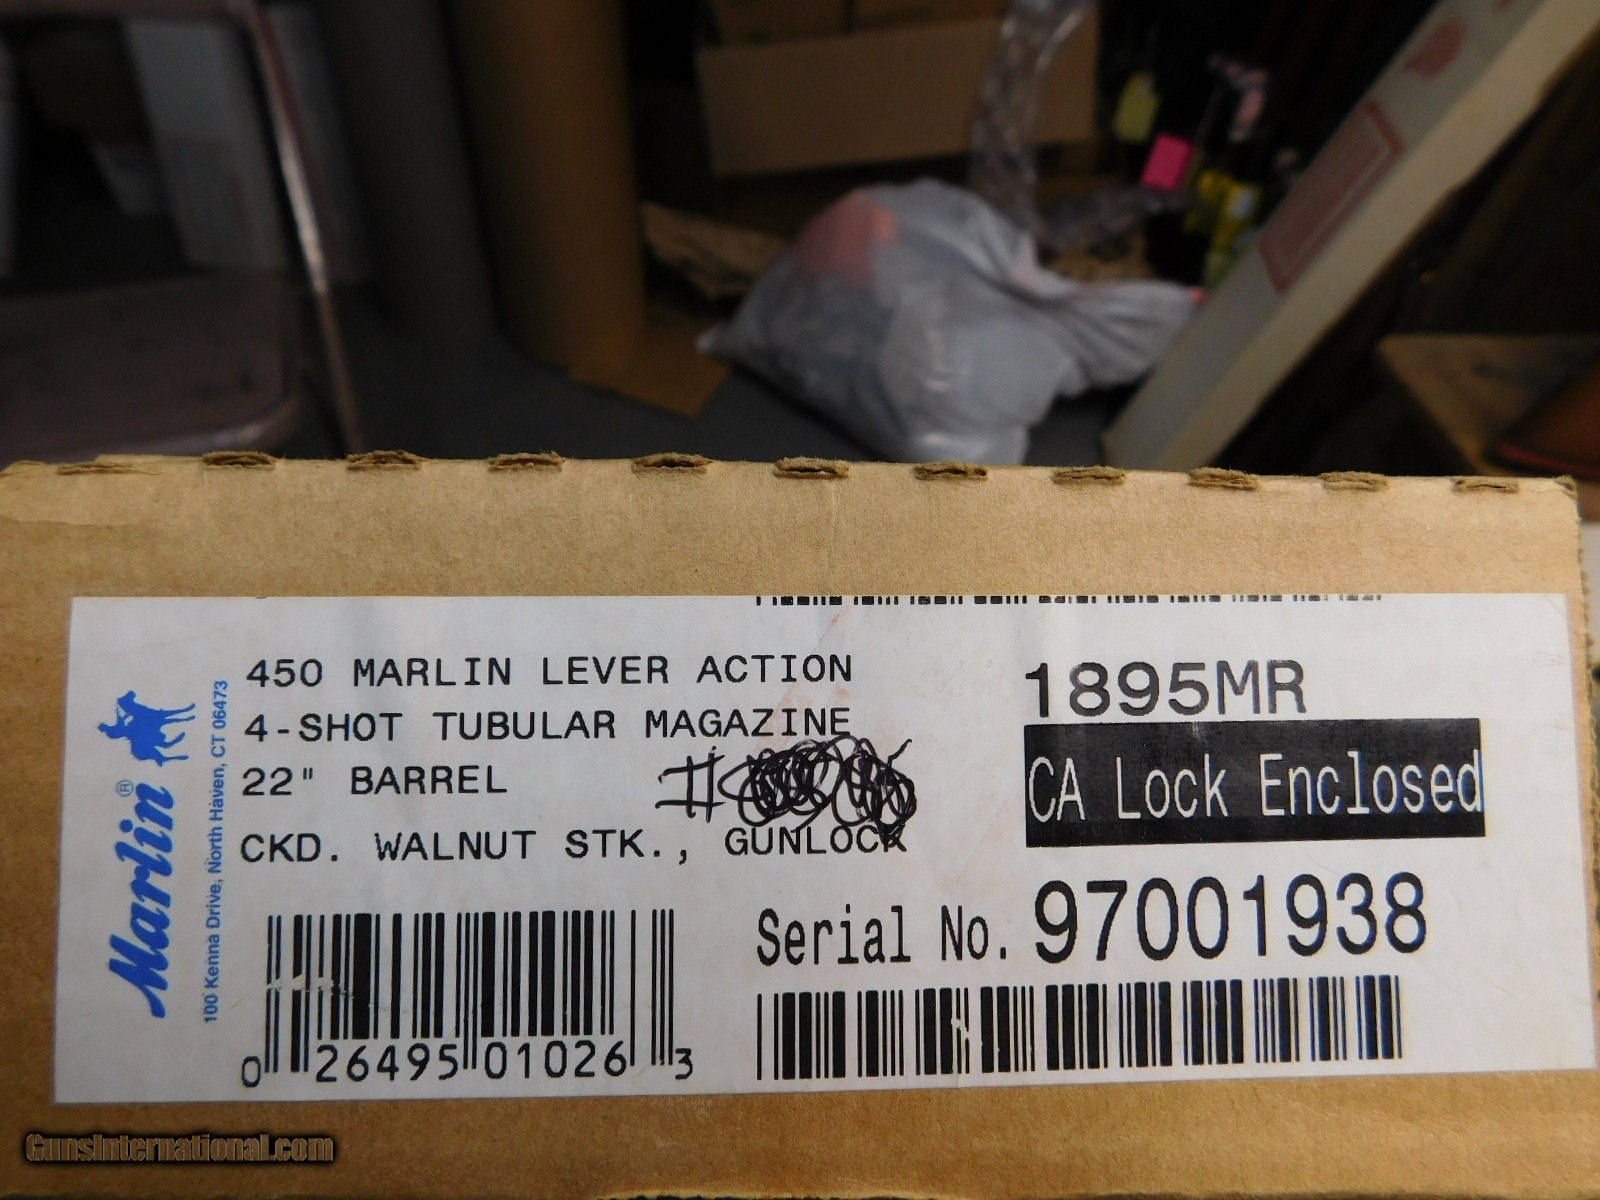 450 MARLIN LEVER ACTION
4-SHOT TUBULAR MAGAZINE
22" BARREL #
CKD. WALNUT STK., GUNLOCK
1895MR
CA Lock Enclosed
Serial No. 97001938
Marlin®
100 Kenna Drive, North Haven, CT 06473
0 26495 01026 3
GunsInternational.com